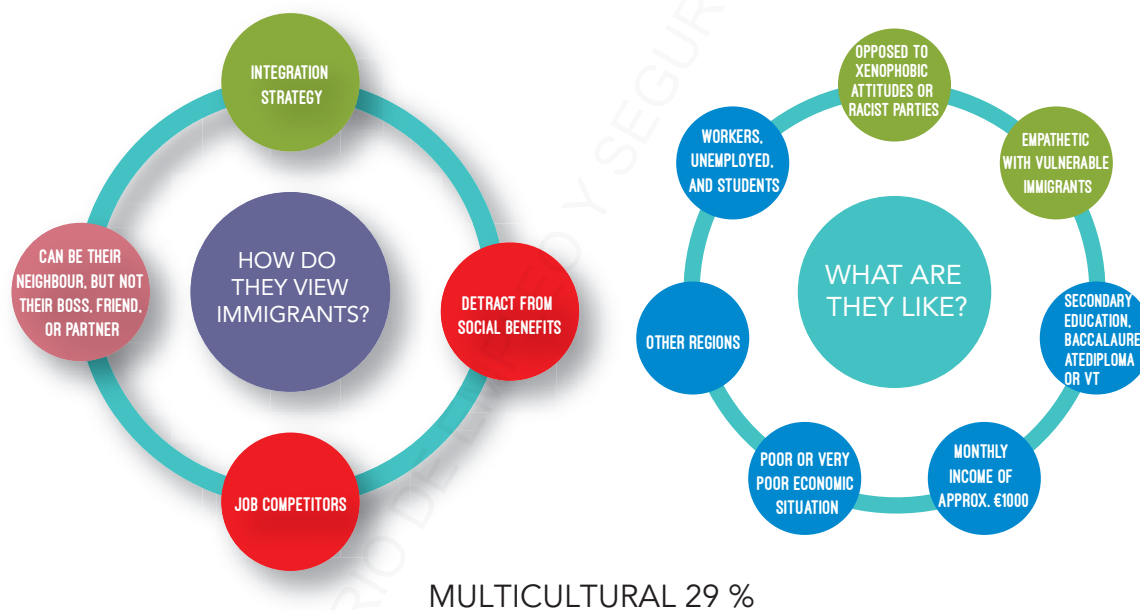 INTEGRATION
STRATEGY
HOW DO
THEY VIEW
IMMIGRANTS?
CAN BE THEIR
NEIGHBOUR, BUT NOT
THEIR BOSS, FRIEND,
OR PARTNER
DETRACT FROM
SOCIAL BENEFITS
JOB COMPETITORS
OPPOSED TO
XENOPHOBIC
ATTITUDES OR
RACIST PARTIES
WORKERS,
UNEMPLOYED,
AND STUDENTS
EMPATHETIC
WITH VULNERABLE
IMMIGRANTS
WHAT ARE
THEY LIKE?
OTHER REGIONS
SECONDARY
EDUCATION,
BACCALAURE
ATEDIPLOMA
OR VT
POOR OR VERY
POOR ECONOMIC
SITUATION
MONTHLY
INCOME OF
APPROX. €1000
MULTICULTURAL 29 %